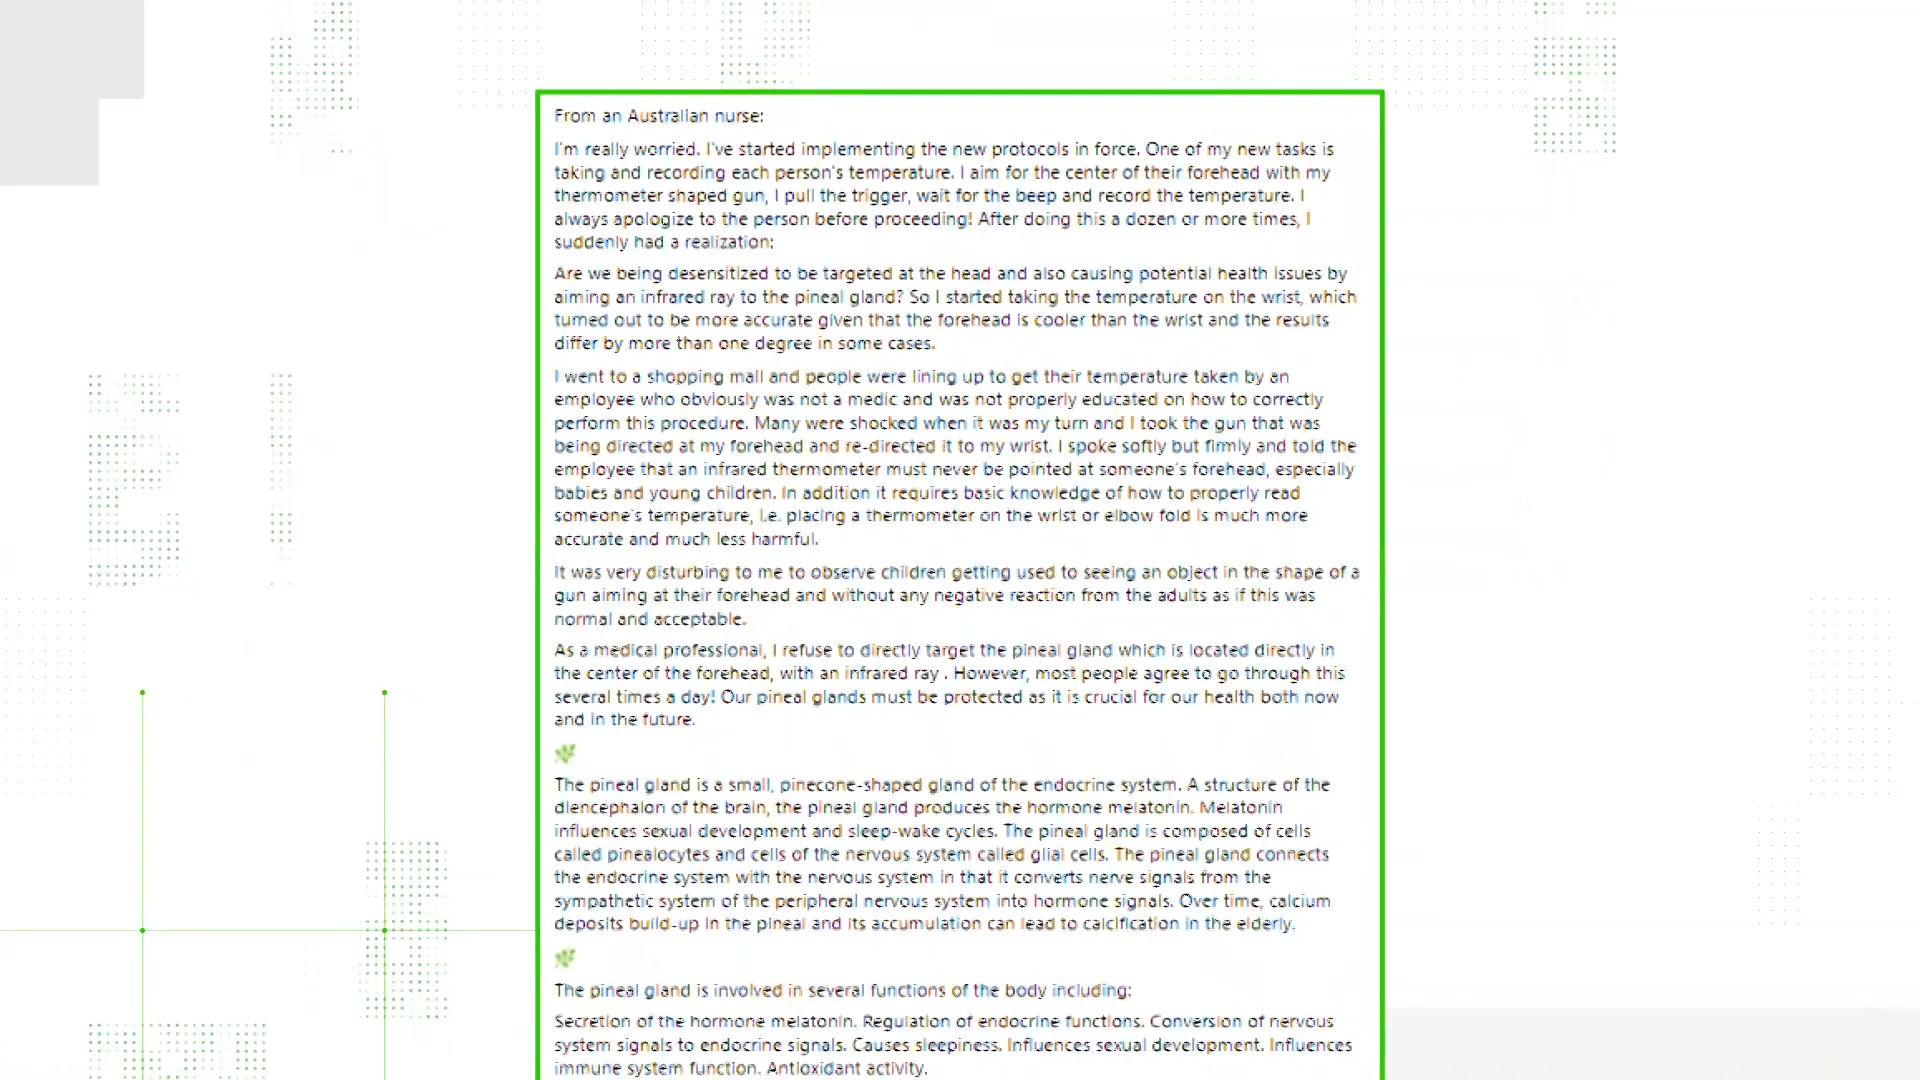 From an Australian nurse:
I'm really worried. I've started implementing the new protocols in force. One of my new tasks is
taking and recording each person's temperature. I aim for the center of their forehead with my
thermometer shaped gun, I pull the trigger, wait for the beep and record the temperature. I
always apologize to the person before proceeding! After doing this a dozen or more times, I
suddenly had a realization:
Are we being desensitized to be targeted at the head and also causing potential health issues by
aiming an infrared ray to the pineal gland? So I started taking the temperature on the wrist, which
turned out to be more accurate given that the forehead is cooler than the wrist and the results
differ by more than one degree in some cases.
I went to a shopping mall and people were lining up to get their temperature taken by an
employee who obviously was not a medic and was not properly educated on how to correctly
perform this procedure. Many were shocked when it was my turn and I took the gun that was
being directed at my forehead and re-directed it to my wrist. I spoke softly but firmly and told the
employee that an infrared thermometer must never be pointed at someone's forehead, especially
babies and young children. In addition it requires basic knowledge of how to properly read
someone's temperature, i.e. placing a thermometer on the wrist or elbow fold is much more
accurate and much less harmful.
It was very disturbing to me to observe children getting used to seeing an object in the shape of a
gun aiming at their forehead and without any negative reaction from the adults as if this was
normal and acceptable.
As a medical professional, I refuse to directly target the pineal gland which is located directly in
the center of the forehead, with an infrared ray . However, most people agree to go through this
several times a day! Our pineal glands must be protected as it is crucial for our health both now
and in the future.
The pineal gland is a small, pinecone-shaped gland of the endocrine system. A structure of the
diencephalon of the brain, the pineal gland produces the hormone melatonin. Melatonin
influences sexual development and sleep-wake cycles. The pineal gland is composed of cells
called pinealocytes and cells of the nervous system called glial cells. The pineal gland connects
the endocrine system with the nervous system in that it converts nerve signals from the
sympathetic system of the peripheral nervous system into hormone signals. Over time, calcium
deposits build-up in the pineal and its accumulation can lead to calcification in the elderly.
The pineal gland is involved in several functions of the body including:
Secretion of the hormone melatonin. Regulation of endocrine functions. Conversion of nervous
system signals to endocrine signals. Causes sleepiness. Influences sexual development. Influences
immune system function. Antioxidant activity.